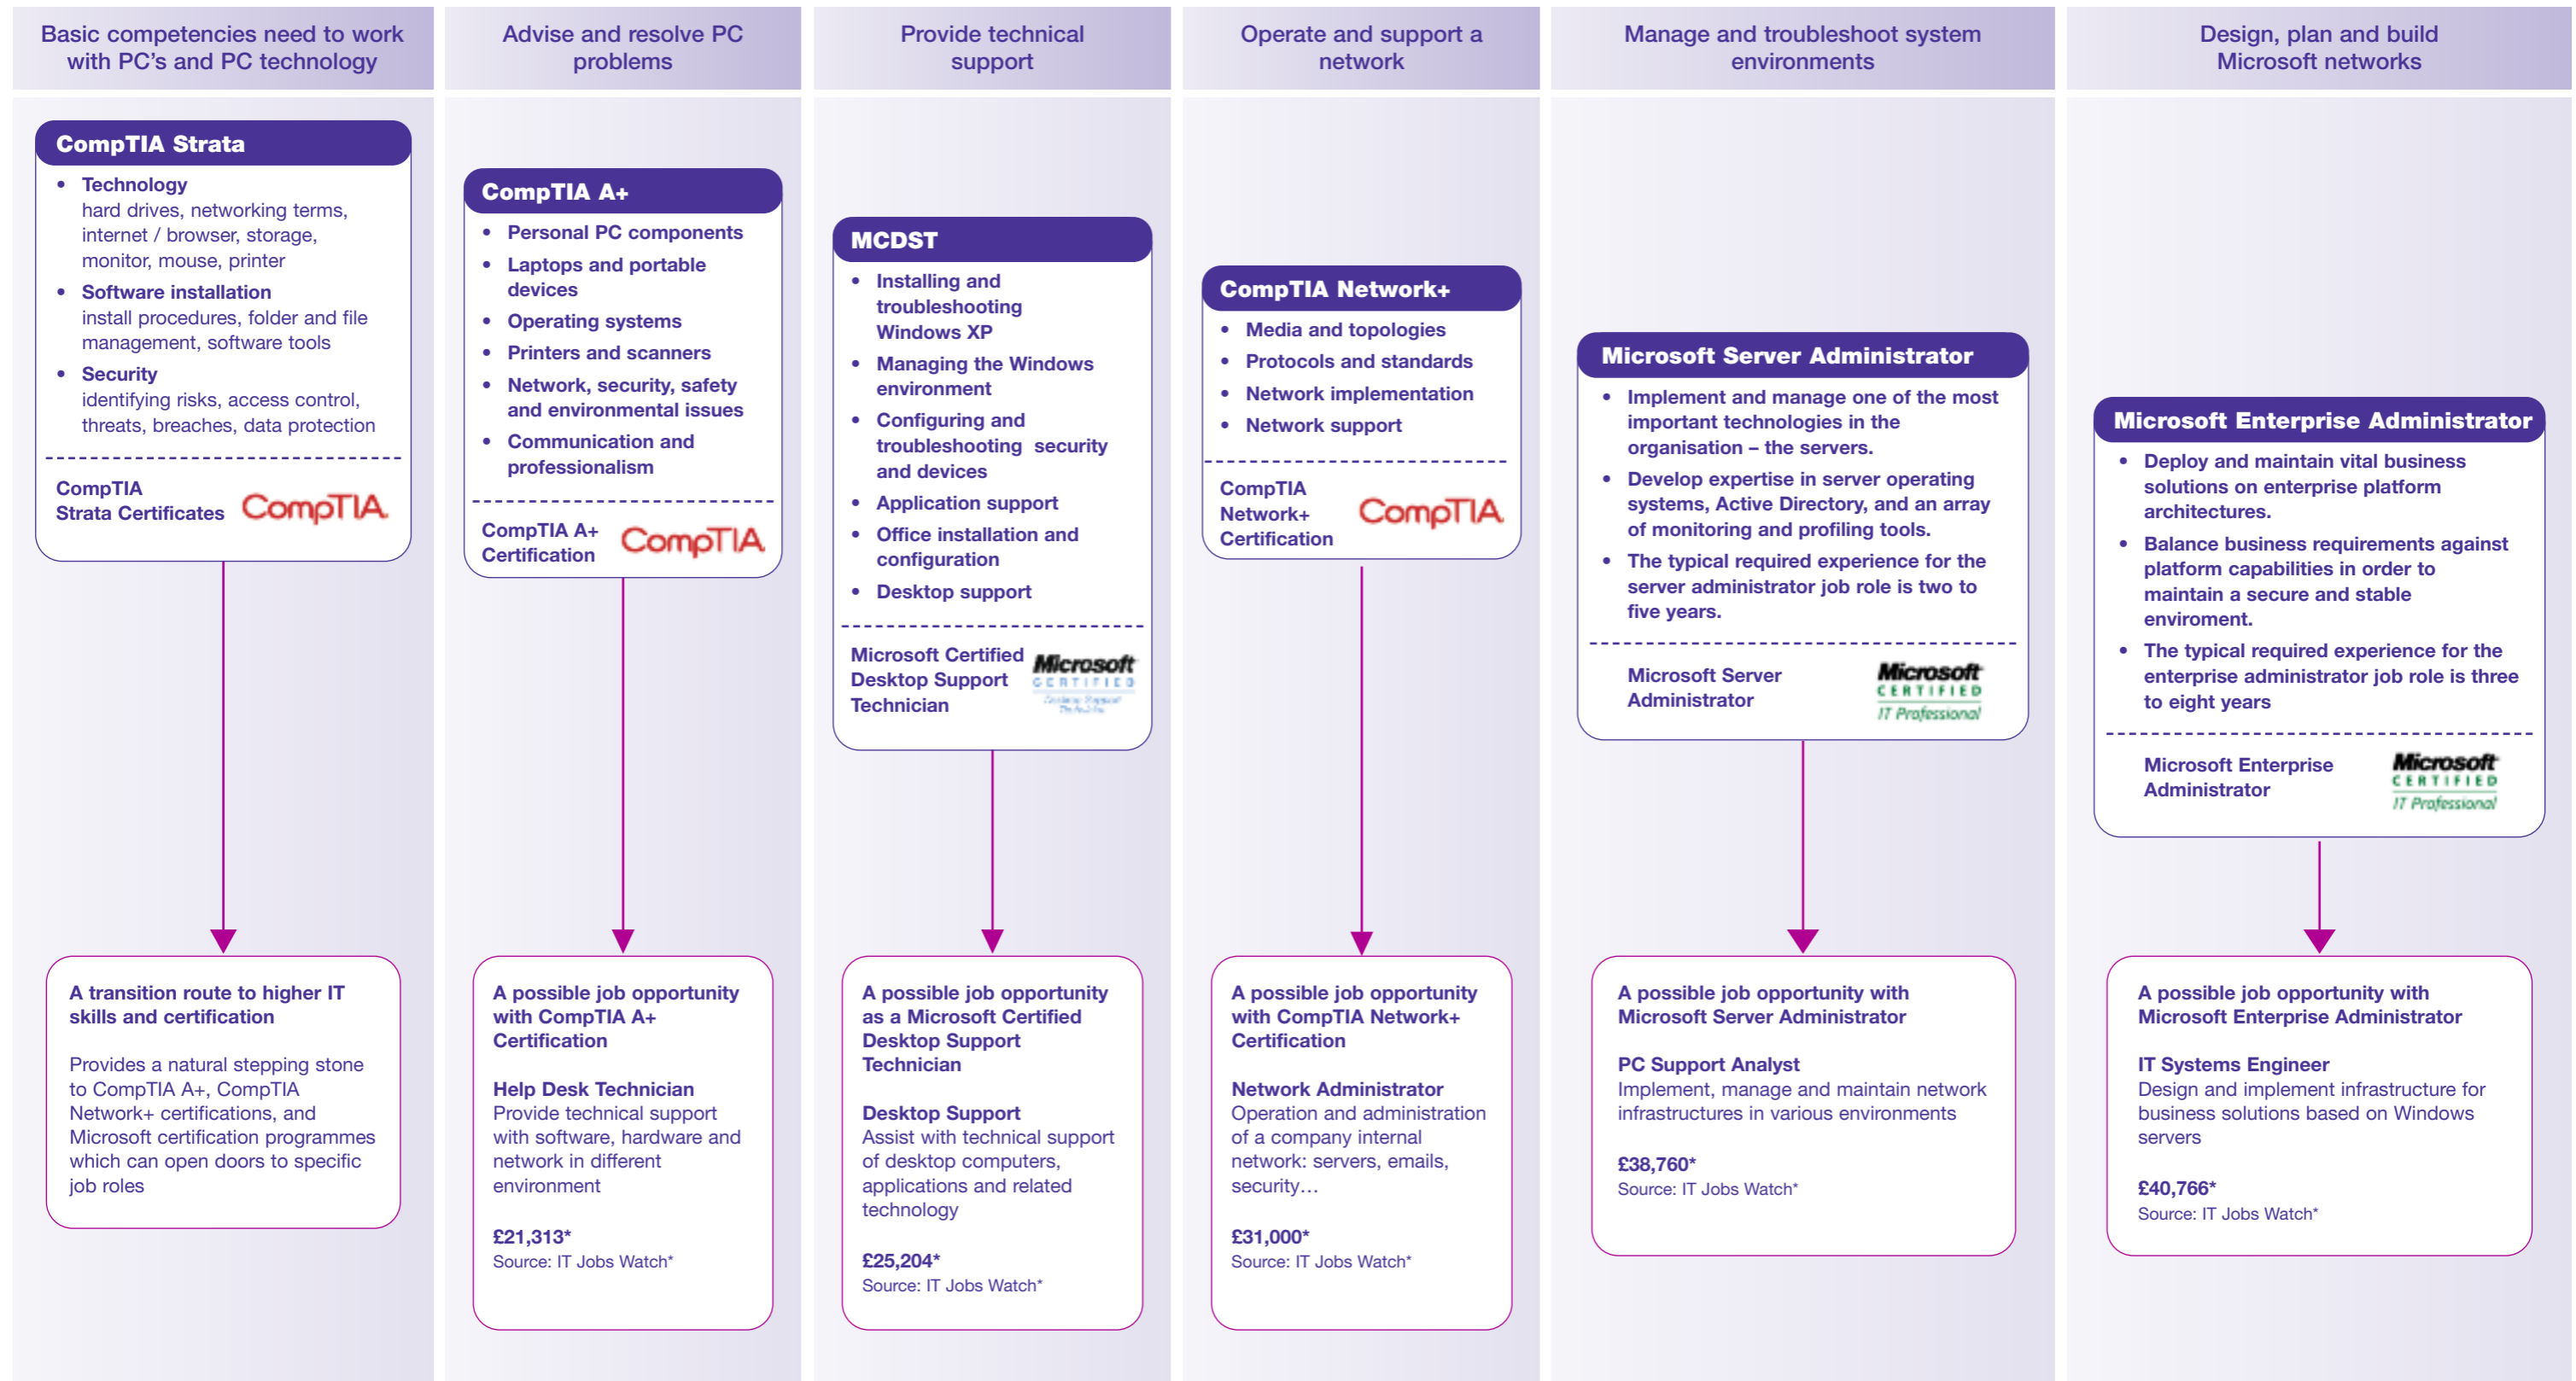 Basic competencies need to work
with PC's and PC technology
CompTIA Strata
• Technology
hard drives, networking terms,
internet / browser, storage,
monitor, mouse, printer
• Software installation
install procedures, folder and file
management, software tools
• Security
identifying risks, access control,
threats, breaches, data protection
CompTIA
Strata Certificates
CompTIA
A transition route to higher IT
skills and certification
Provides a natural stepping stone
to CompTIA A+, CompTIA
Network+ certifications, and
Microsoft certification programmes
which can open doors to specific
job roles
Advise and resolve PC
problems
CompTIA A+
• Personal PC components
• Laptops and portable
devices
• Operating systems
• Printers and scanners
• Network, security, safety
and environmental issues
• Communication and
professionalism
CompTIA A+
Certification
CompTIA
A possible job opportunity
with CompTIA A+
Certification
Help Desk Technician
Provide technical support
with software, hardware and
network in different
environment
£21,313*
Source: IT Jobs Watch*
Provide technical
support
MCDST
• Installing and
troubleshooting
Windows XP
• Managing the Windows
environment
• Configuring and
troubleshooting security
and devices
• Application support
• Office installation and
configuration
• Desktop support
Microsoft Certified
Desktop Support
Technician
Microsoft
CERTIFIED
A possible job opportunity
as a Microsoft Certified
Desktop Support
Technician
Desktop Support
Assist with technical support
of desktop computers,
applications and related
technology
£25,204*
Source: IT Jobs Watch*
Operate and support a
network
CompTIA Network+
• Media and topologies
• Protocols and standards
• Network implementation
• Network support
CompTIA
Network+
Certification
CompTIA
A possible job opportunity
with CompTIA Network+
Certification
Network Administrator
Operation and administration
of a company internal
network: servers, emails,
security…
£31,000*
Source: IT Jobs Watch*
Manage and troubleshoot system
environments
Microsoft Server Administrator
• Implement and manage one of the most
important technologies in the
organisation – the servers.
• Develop expertise in server operating
systems, Active Directory, and an array
of monitoring and profiling tools.
• The typical required experience for the
server administrator job role is two to
five years.
Microsoft Server
Administrator
Microsoft
CERTIFIED
IT Professional
A possible job opportunity with
Microsoft Server Administrator
PC Support Analyst
Implement, manage and maintain network
infrastructures in various environments
£38,760*
Source: IT Jobs Watch*
Design, plan and build
Microsoft networks
Microsoft Enterprise Administrator
• Deploy and maintain vital business
solutions on enterprise platform
architectures.
• Balance business requirements against
platform capabilities in order to
maintain a secure and stable
enviroment.
• The typical required experience for the
enterprise administrator job role is three
to eight years
Microsoft Enterprise
Administrator
Microsoft
CERTIFIED
IT Professional
A possible job opportunity with
Microsoft Enterprise Administrator
IT Systems Engineer
Design and implement infrastructure for
business solutions based on Windows
servers
£40,766*
Source: IT Jobs Watch*